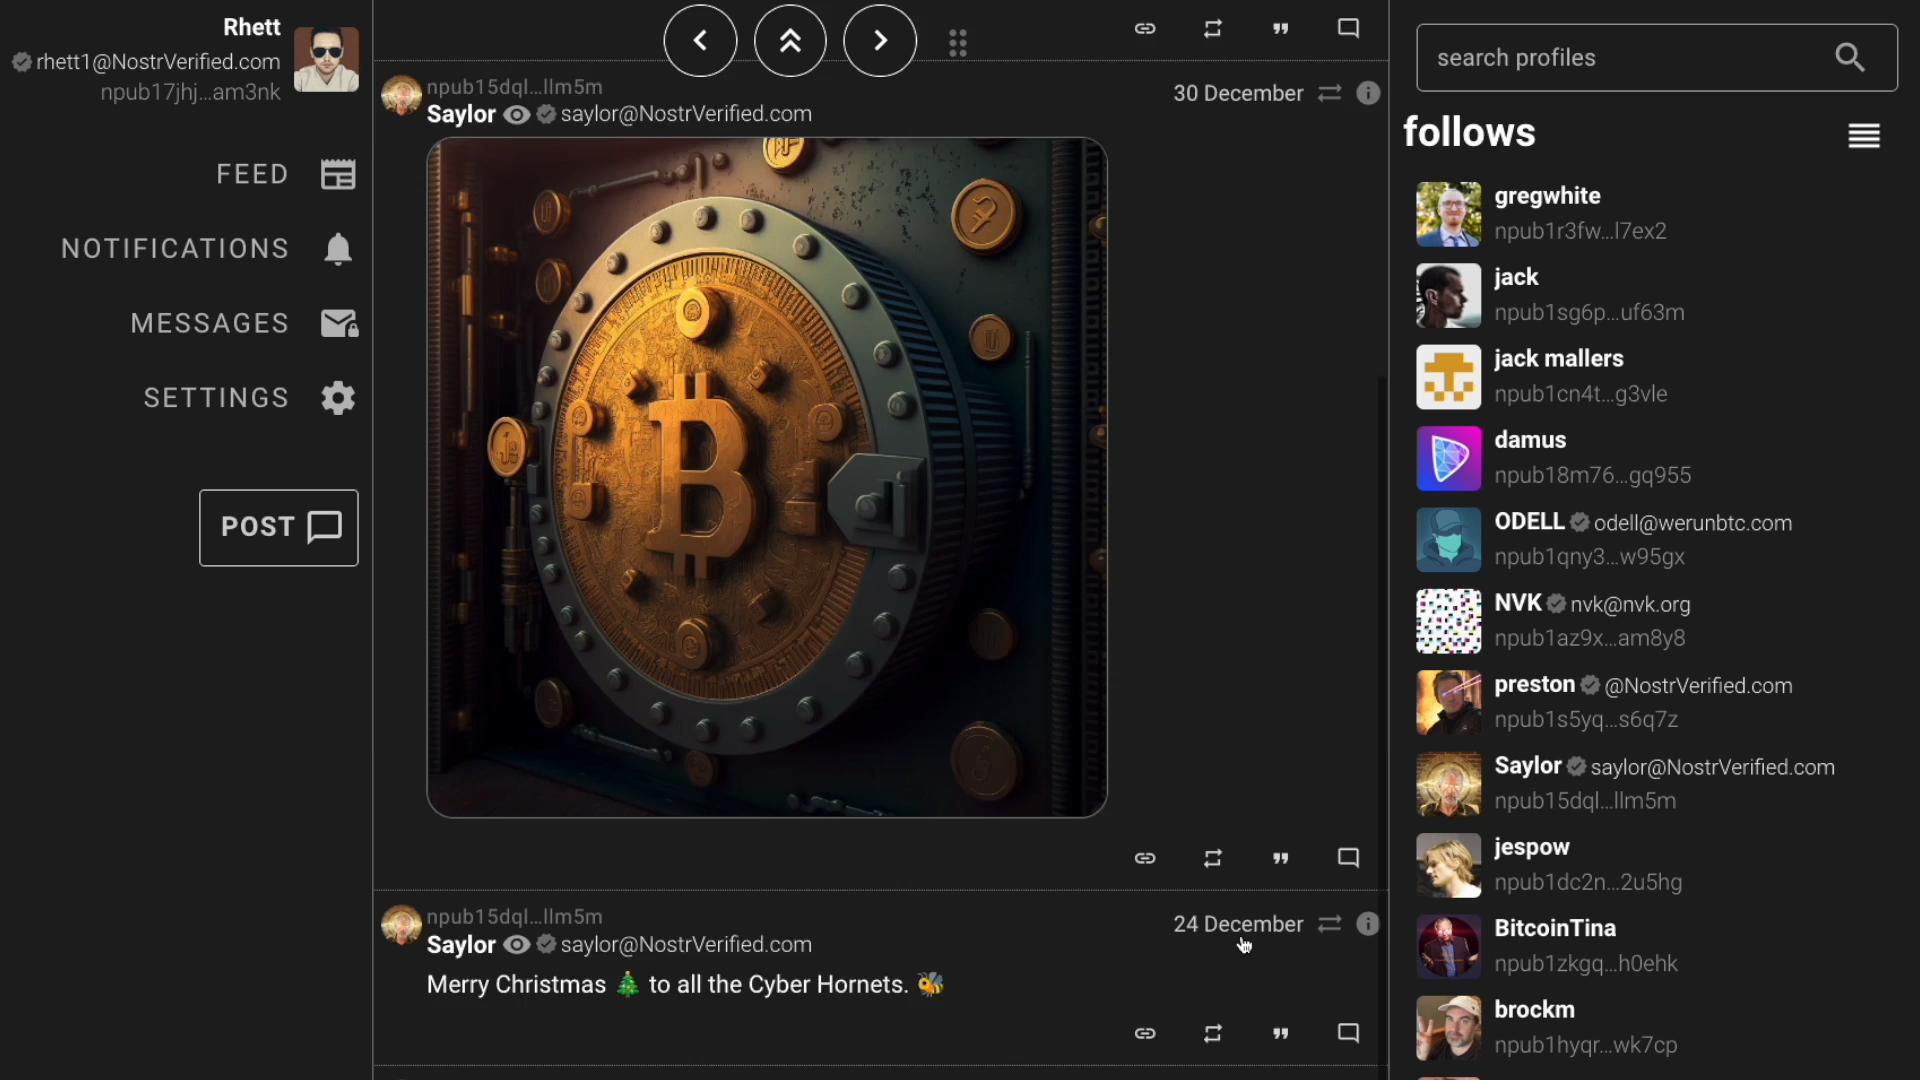 Rhett
rhett1@NostrVerified.com
npub17jhj...am3nk
FEED
NOTIFICATIONS
MESSAGES
SETTINGS
POST
npub15dql...llm5m
Saylor saylor@NostrVerified.com
30 December
npub15dql...llm5m
Saylor saylor@NostrVerified.com
24 December
Merry Christmas 🎄 to all the Cyber Hornets. 🐝
search profiles
follows
gregwhite
npub1r3fw...l7ex2
jack
npub1sg6p...uf63m
jack mallers
npub1cn4t...g3vle
damus
npub18m76...gq955
ODELL odell@werunbtc.com
npub1qny3...w95gx
NVK nvk@nvk.org
npub1az9x...am8y8
preston @NostrVerified.com
npub1s5yq...s6q7z
Saylor saylor@NostrVerified.com
npub15dql...llm5m
jespow
npub1dc2n...2u5hg
BitcoinTina
npub1zkgq...h0ehk
brockm
npub1hyqr...wk7cp